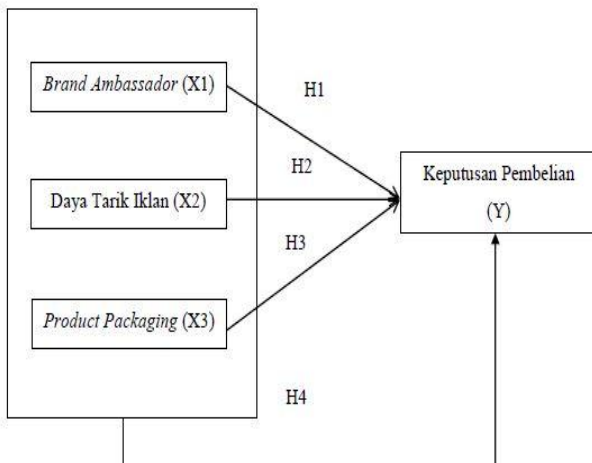 Brand Ambassador (X1)
H1
H2
Daya Tarik Iklan (X2)
Keputusan Pembelian
(Y)
H3
Product Packaging (X3)
H4